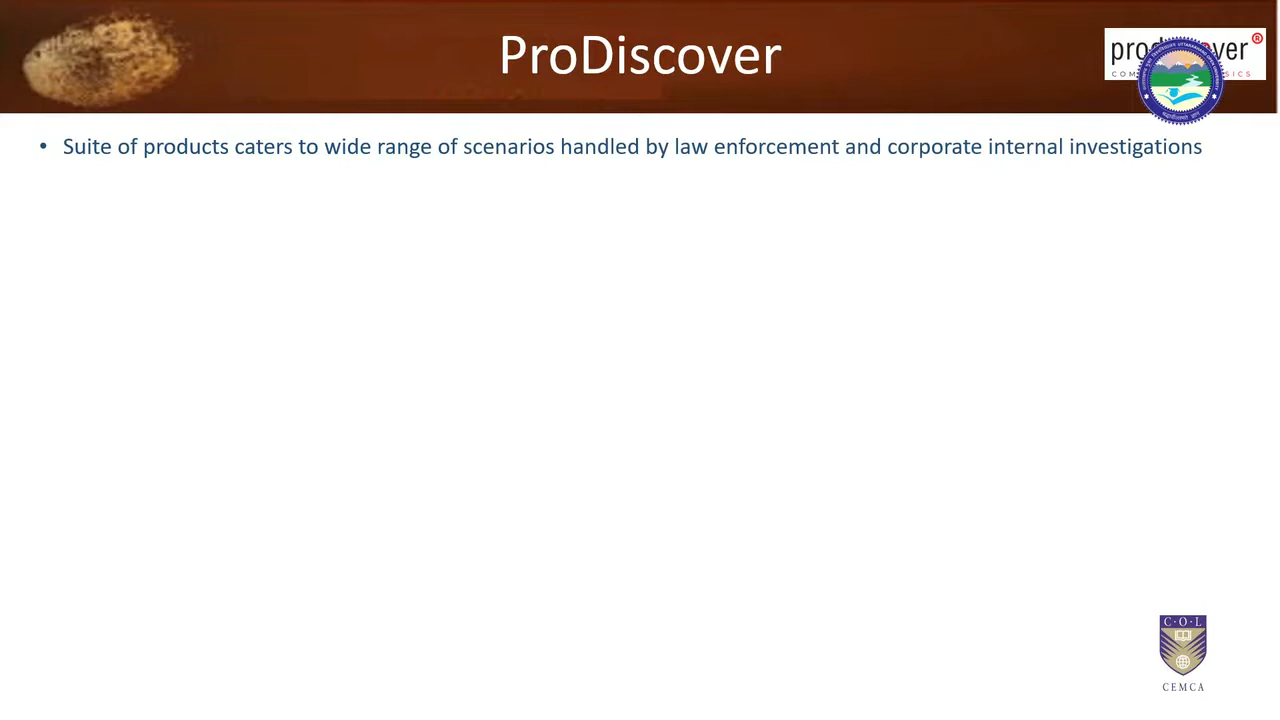 ProDiscover
• Suite of products caters to wide range of scenarios handled by law enforcement and corporate internal investigations
C·O·L
CEMCA